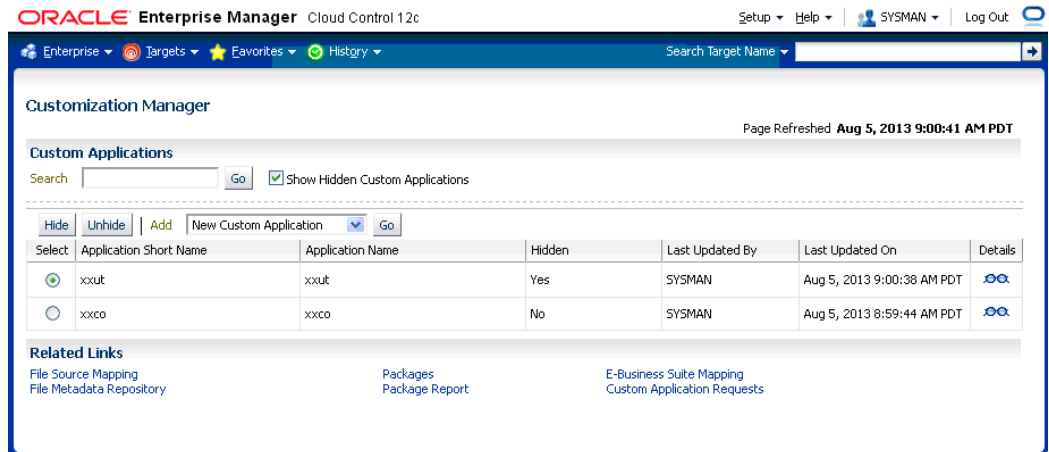 ORACLE Enterprise Manager Cloud Control 12c Setup Help SYSMAN Log Out
Enterprise Targets Favorites History Search Target Name
Customization Manager
Page Refreshed Aug 5, 2013 9:00:41 AM PDT
Custom Applications
Search Go Show Hidden Custom Applications
Hide Unhide Add New Custom Application Go
Select Application Short Name Application Name Hidden Last Updated By Last Updated On Details
xxut xxut Yes SYSMAN Aug 5, 2013 9:00:38 AM PDT
xxco xxco No SYSMAN Aug 5, 2013 8:59:44 AM PDT
Related Links
File Source Mapping Packages E-Business Suite Mapping
File Metadata Repository Package Report Custom Application Requests